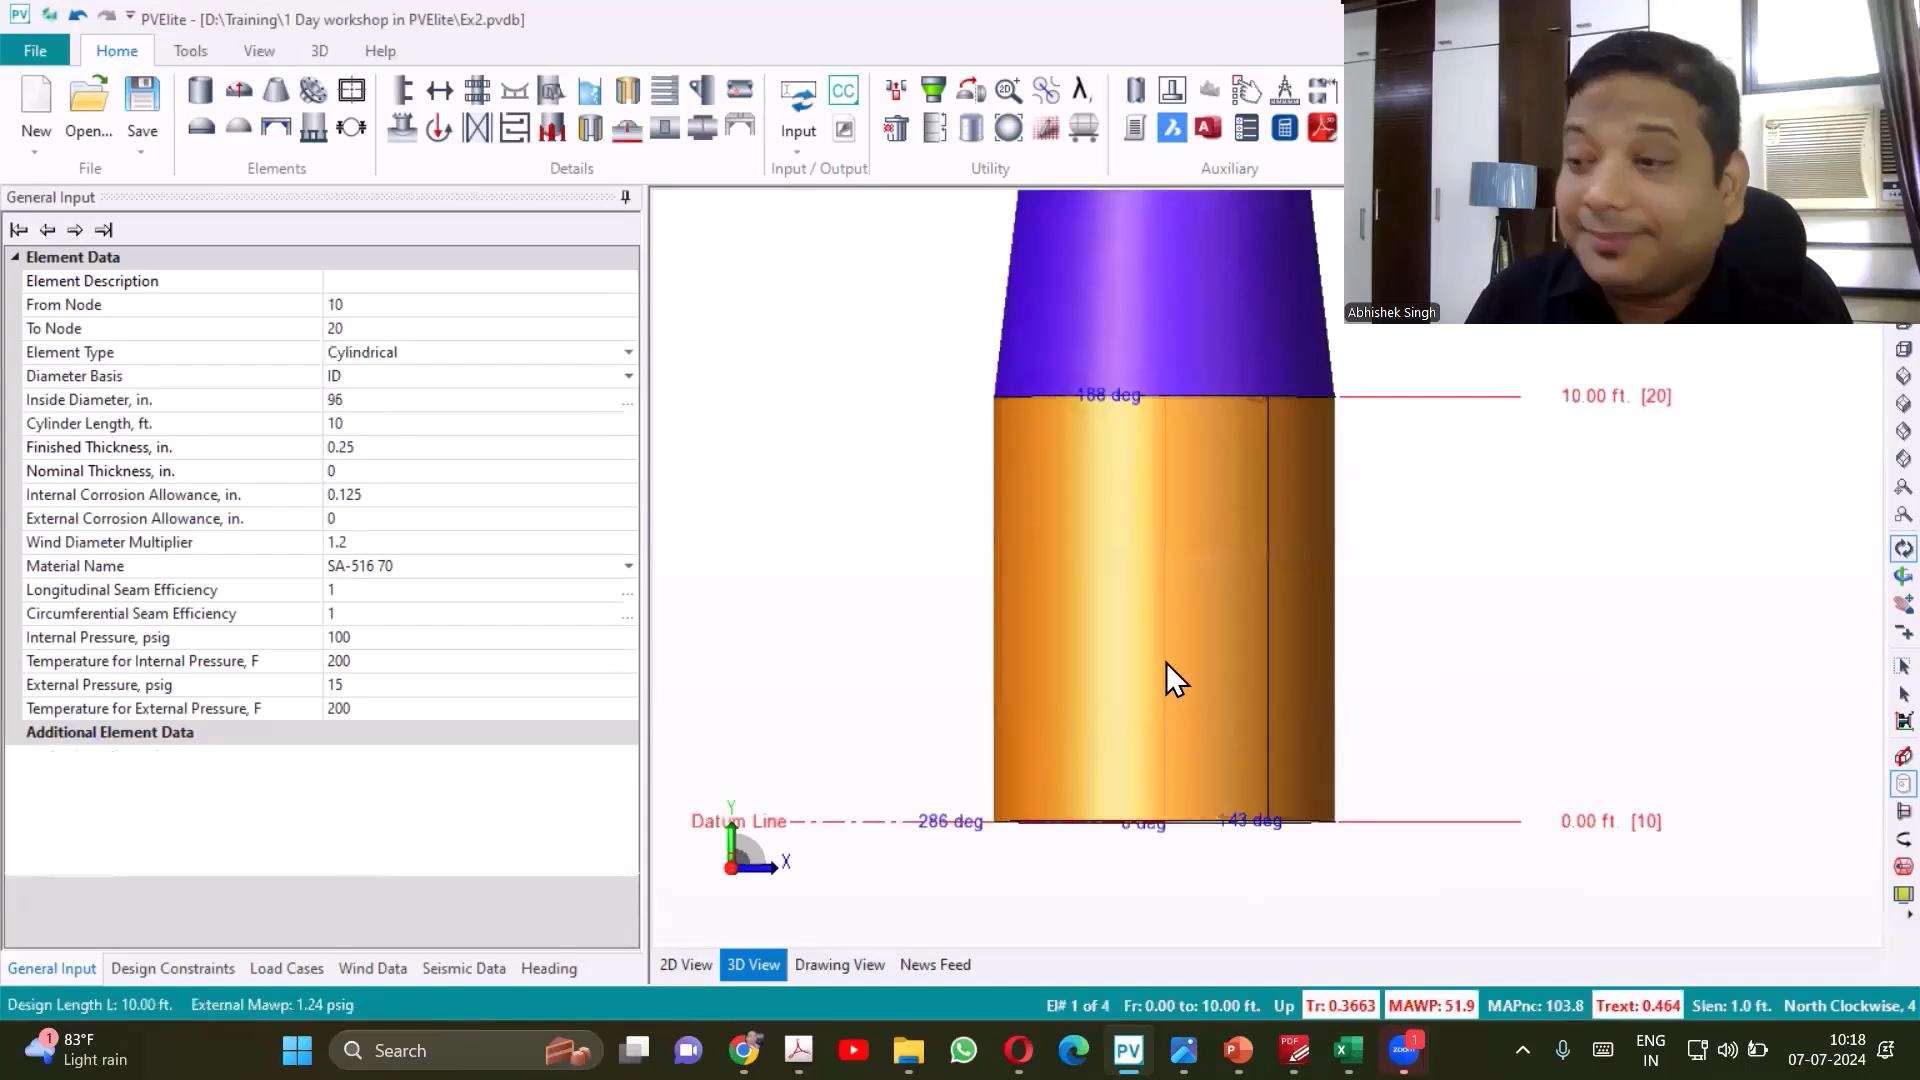 PVElite - [D:\Training\1 Day workshop in PVElite\Ex2.pvdb]
File Home Tools View 3D Help
New Open... Save Input
File Elements Details Input / Output Utility Auxiliary
General Input
Element Data
Element Description
From Node 10
To Node 20
Element Type Cylindrical
Diameter Basis ID
Inside Diameter, in. 96 ...
Cylinder Length, ft. 10
Finished Thickness, in. 0.25
Nominal Thickness, in. 0
Internal Corrosion Allowance, in. 0.125
External Corrosion Allowance, in. 0
Wind Diameter Multiplier 1.2
Material Name SA-516 70
Longitudinal Seam Efficiency 1 ...
Circumferential Seam Efficiency 1 ...
Internal Pressure, psig 100
Temperature for Internal Pressure, F 200
External Pressure, psig 15
Temperature for External Pressure, F 200
Additional Element Data
General Input Design Constraints Load Cases Wind Data Seismic Data Heading
Abhishek Singh
188 deg
10.00 ft. [20]
Datum Line 286 deg 0 deg 143 deg 0.00 ft. [10]
Y
X
2D View 3D View Drawing View News Feed
Design Length L: 10.00 ft. External Mawp: 1.24 psig El# 1 of 4 Fr: 0.00 to: 10.00 ft. Up Tr: 0.3663 MAWP: 51.9 MAPnc: 103.8 Trext: 0.464 Slen: 1.0 ft. North Clockwise, 4
83°F
Light rain
Search
PV
ENG
IN
10:18
07-07-2024